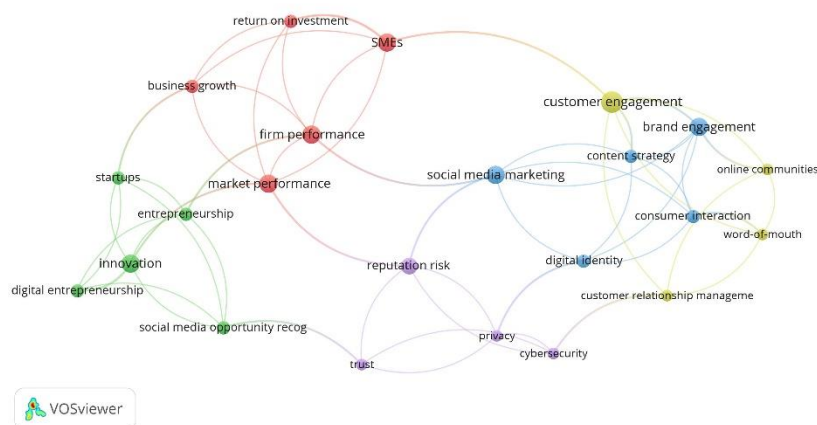 return on investment
SMEs
business growth
customer engagement
brand engagement
firm performance
content strategy
online communities
startups
social media marketing
market performance
entrepreneurship
consumer interaction
word-of-mouth
innovation
reputation risk
digital identity
digital entrepreneurship
customer relationship manageme
social media opportunity recog
privacy
cybersecurity
trust
VOSviewer